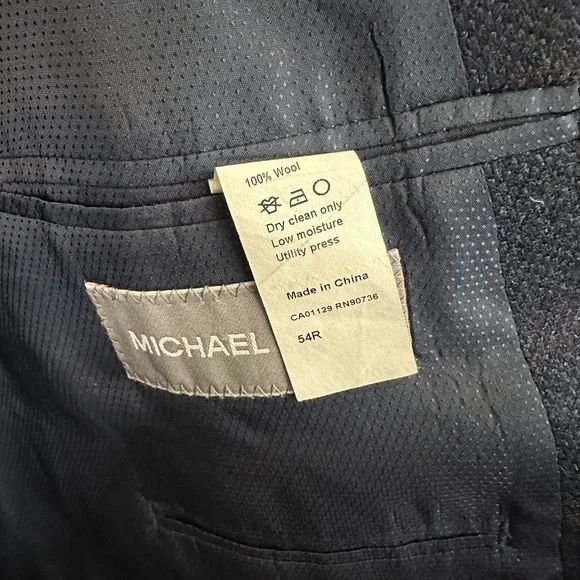 100% Wool
Dry clean only
Low moisture
Utility press
Made in China
CA01129 RN90736
54R
MICHAEL